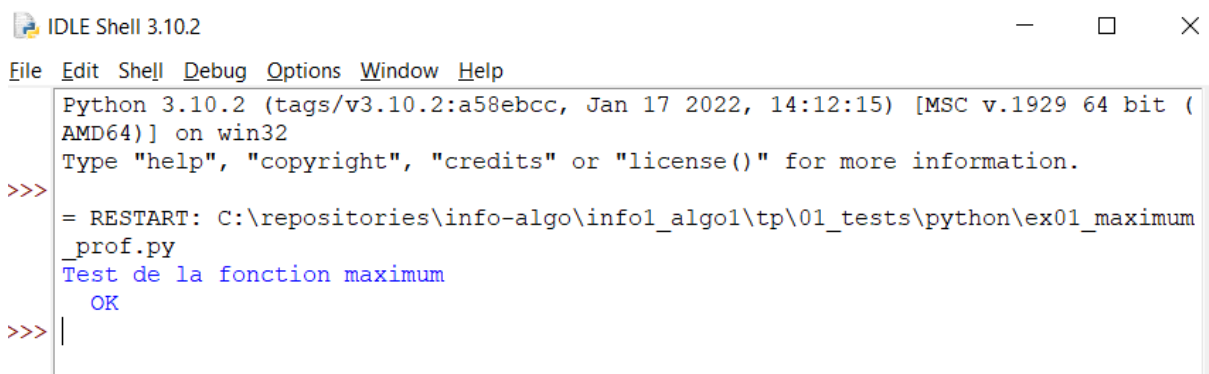 IDLE Shell 3.10.2
File Edit Shell Debug Options Window Help
Python 3.10.2 (tags/v3.10.2:a58ebcc, Jan 17 2022, 14:12:15) [MSC v.1929 64 bit (
AMD64)] on win32
Type "help", "copyright", "credits" or "license()" for more information.
>>>
= RESTART: C:\repositories\info-algo\info1_algo1\tp\01_tests\python\ex01_maximum
_prof.py
Test de la fonction maximum
OK
>>>